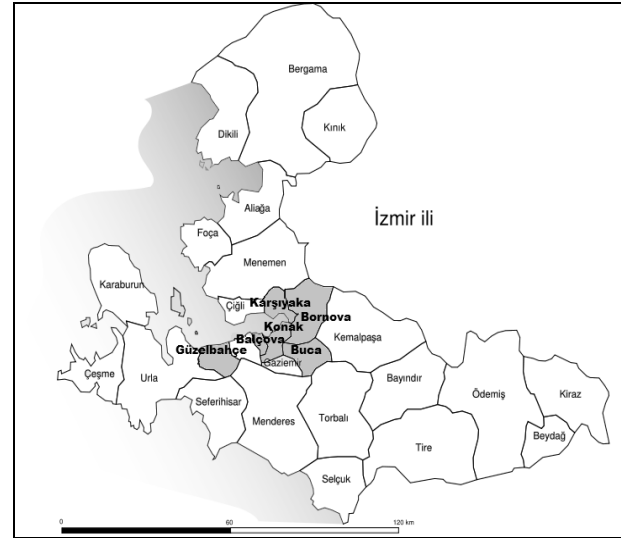 Bergama
Dikili
Kınık
Aliağa
İzmir ili
Foça
Menemen
Karaburun
Çiğli
Karşıyaka
Bornova
Konak
Kemalpaşa
Balçova
Güzelbahçe
Buca
Gaziemir
Çeşme
Urla
Bayındır
Ödemiş
Kiraz
Seferihisar
Menderes
Torbalı
Beydağ
Tire
Selçuk
0 60 120 km